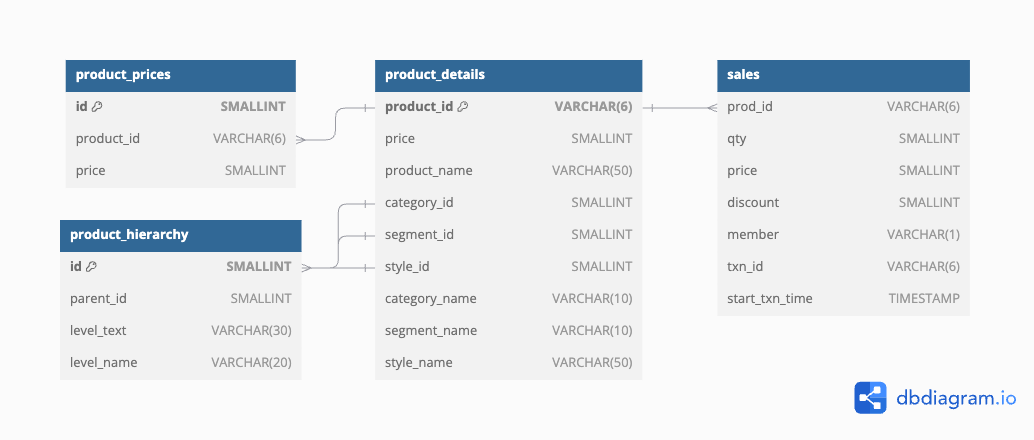 product_prices
id SMALLINT
product_id VARCHAR(6)
price SMALLINT
product_hierarchy
id SMALLINT
parent_id SMALLINT
level_text VARCHAR(30)
level_name VARCHAR(20)
product_details
product_id VARCHAR(6)
price SMALLINT
product_name VARCHAR(50)
category_id SMALLINT
segment_id SMALLINT
style_id SMALLINT
category_name VARCHAR(10)
segment_name VARCHAR(10)
style_name VARCHAR(50)
sales
prod_id VARCHAR(6)
qty SMALLINT
price SMALLINT
discount SMALLINT
member VARCHAR(1)
txn_id VARCHAR(6)
start_txn_time TIMESTAMP
dbdiagram.io